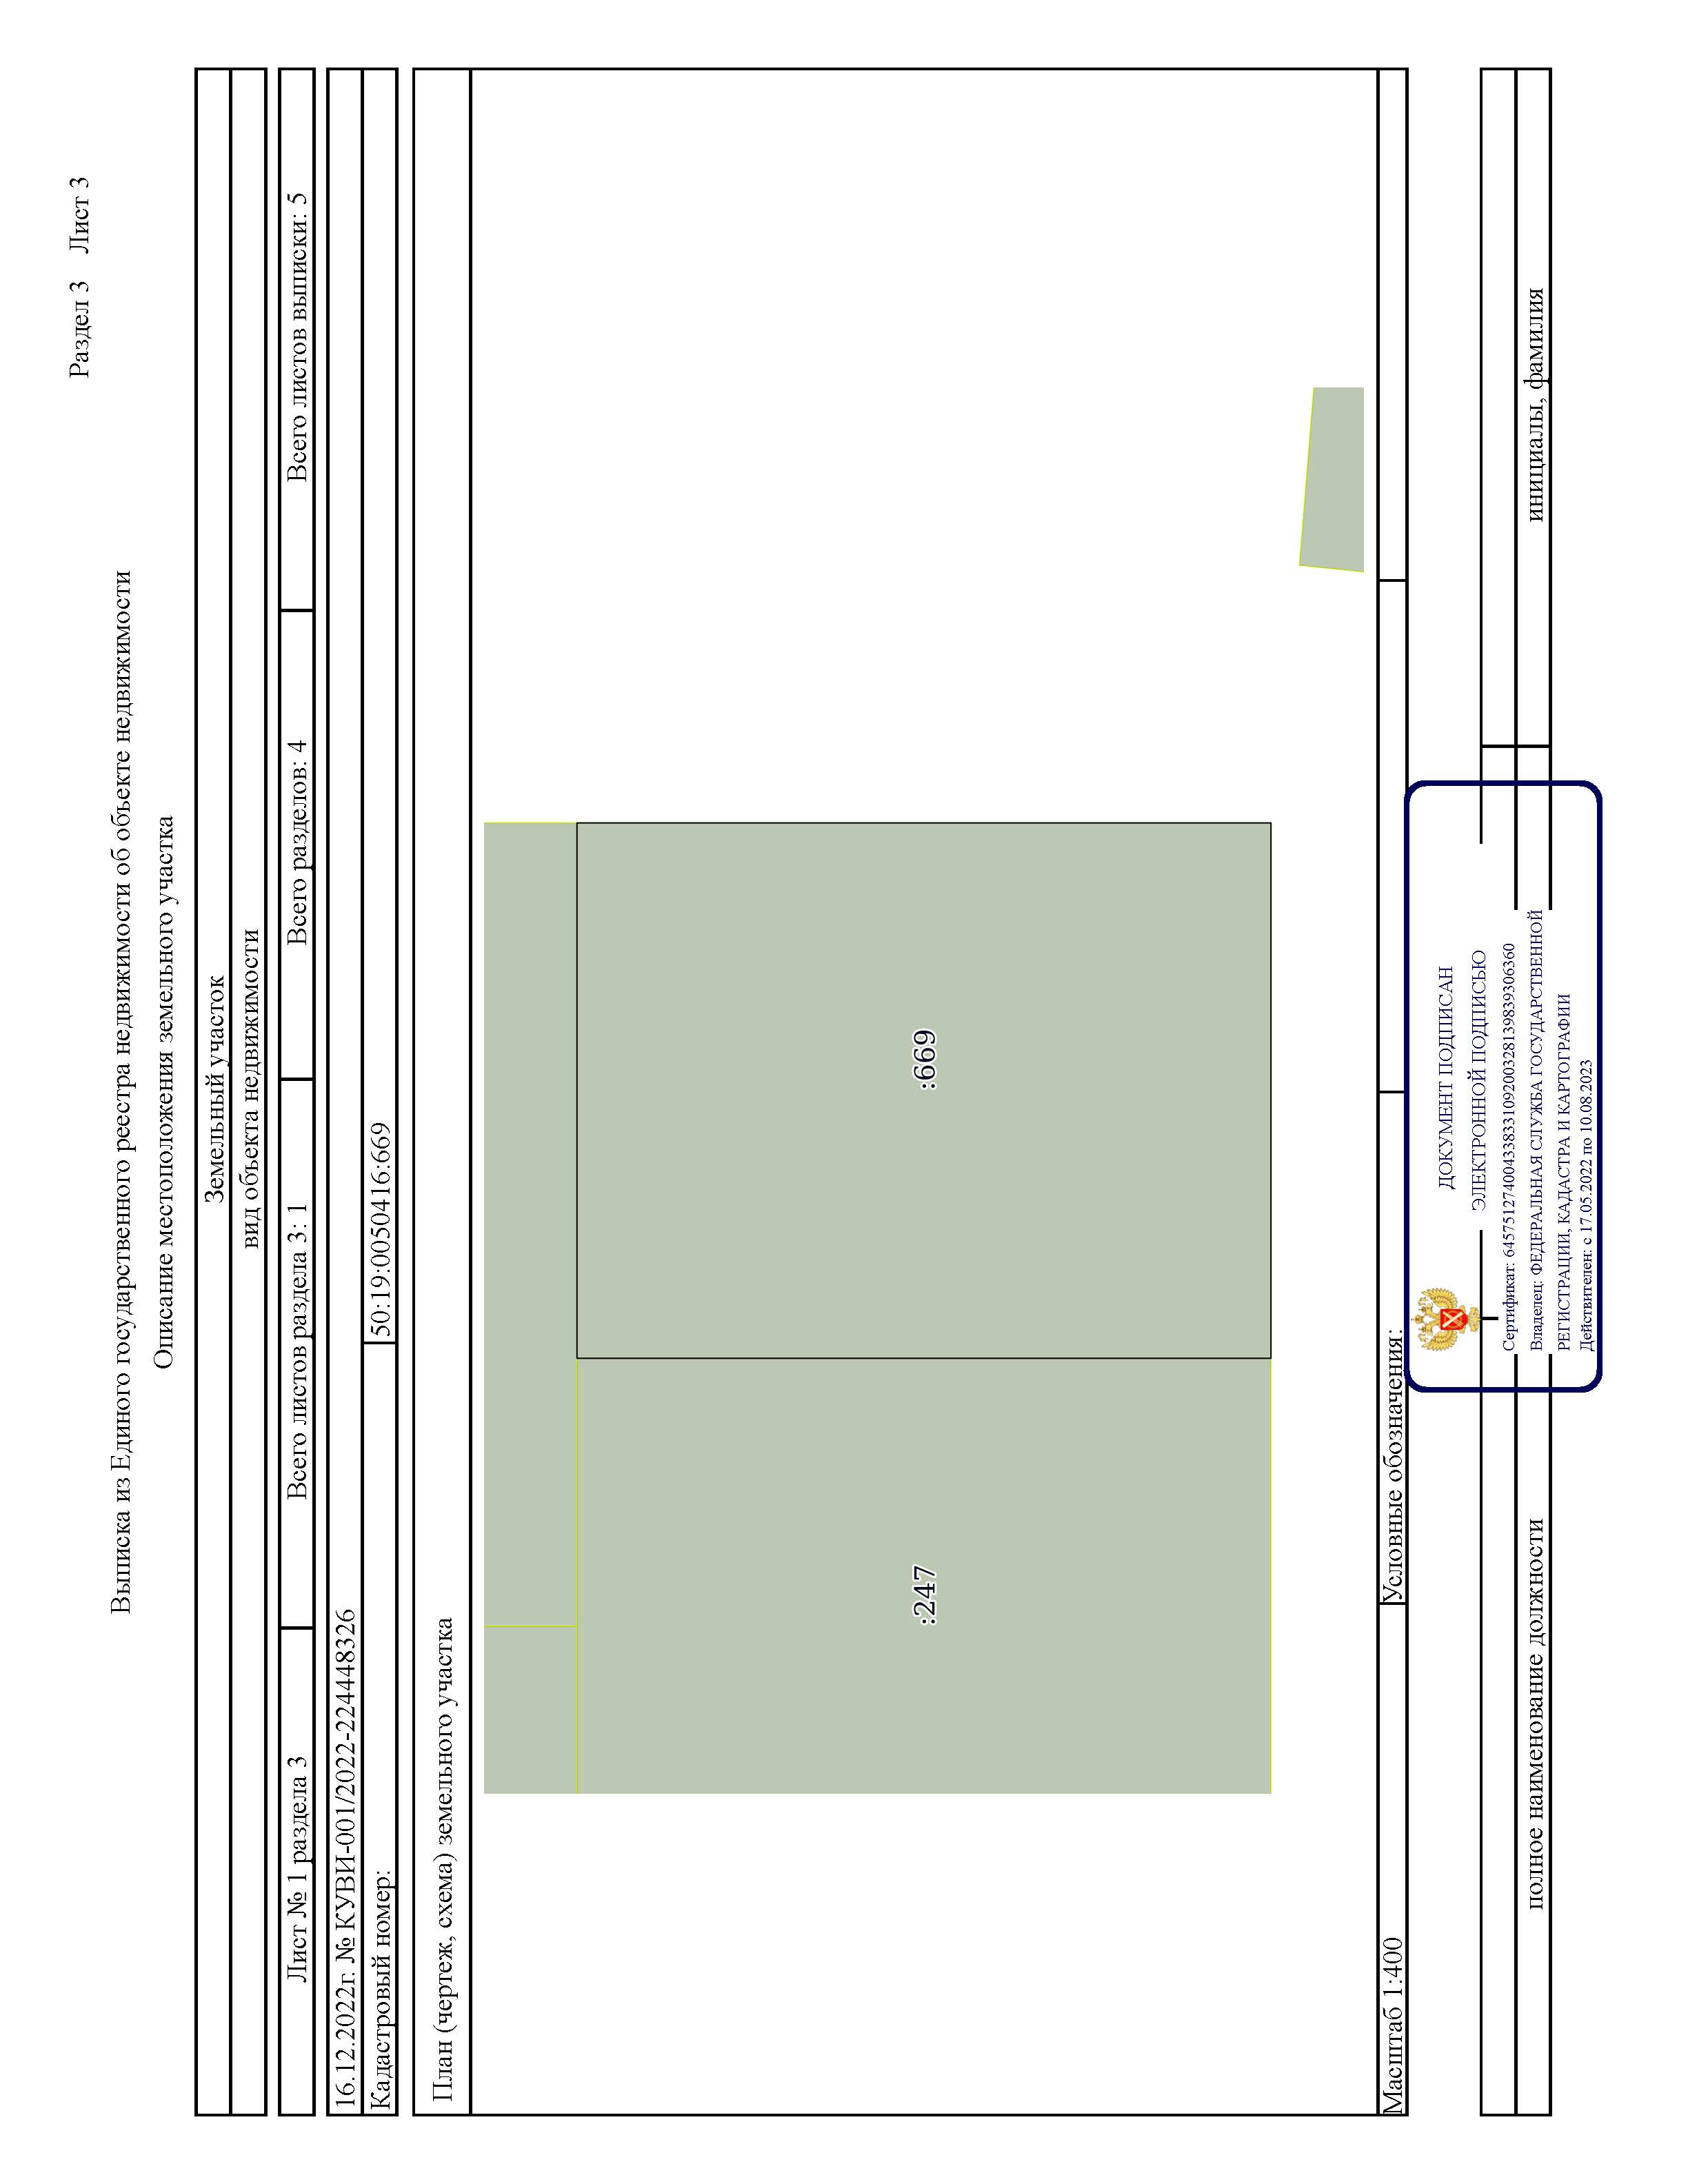 Раздел 3 Лист 3
Выписка из Единого государственного реестра недвижимости об объекте недвижимости
Описание местоположения земельного участка
Земельный участок
вид объекта недвижимости
Лист № 1 раздела 3 Всего листов раздела 3: 1 Всего разделов: 4 Всего листов выписки: 5
16.12.2022г. № КУВИ-001/2022-224448326
Кадастровый номер: 50:19:0050416:669
План (чертеж, схема) земельного участка
:247 :669
Масштаб 1:400 Условные обозначения:
ДОКУМЕНТ ПОДПИСАН
ЭЛЕКТРОННОЙ ПОДПИСЬЮ
Сертификат: 64575127400433833109200328139839306360
Владелец: ФЕДЕРАЛЬНАЯ СЛУЖБА ГОСУДАРСТВЕННОЙ
РЕГИСТРАЦИИ, КАДАСТРА И КАРТОГРАФИИ
Действителен: с 17.05.2022 по 10.08.2023
полное наименование должности инициалы, фамилия